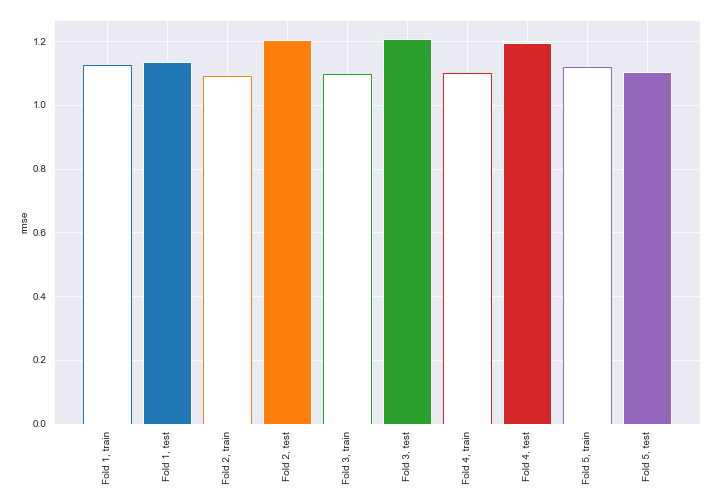 1.2
1.0
0.8
0.6
0.4
0.2
0.0
rmse
Fold 1, train
Fold 1, test
Fold 2, train
Fold 2, test
Fold 3, train
Fold 3, test
Fold 4, train
Fold 4, test
Fold 5, train
Fold 5, test